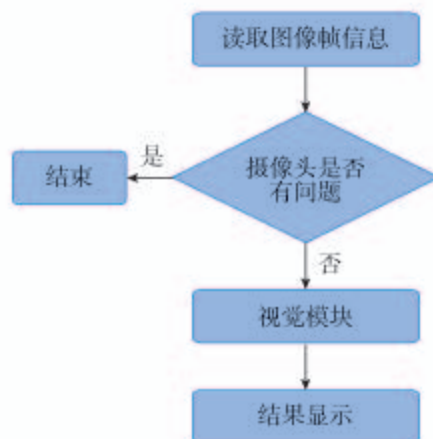 读取图像帧信息
摄像头是否
有问题
是
结束
否
视觉模块
结果显示